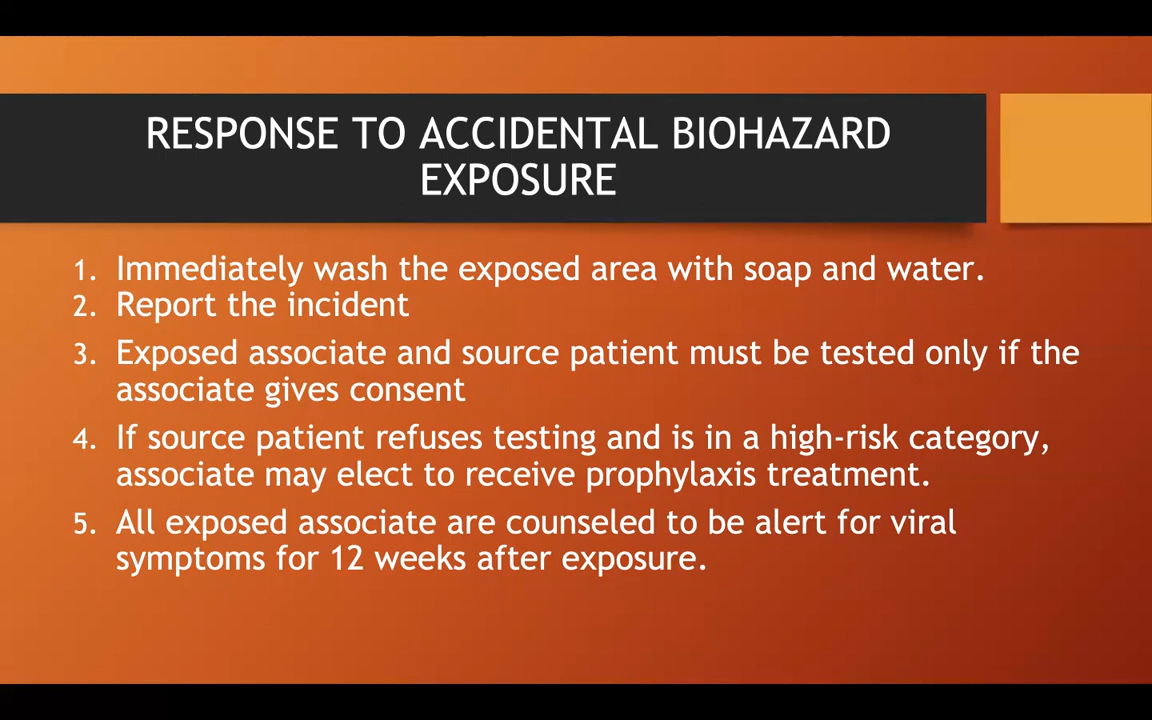 RESPONSE TO ACCIDENTAL BIOHAZARD
EXPOSURE
1. Immediately wash the exposed area with soap and water.
2. Report the incident
3. Exposed associate and source patient must be tested only if the
associate gives consent
4. If source patient refuses testing and is in a high-risk category,
associate may elect to receive prophylaxis treatment.
5. All exposed associate are counseled to be alert for viral
symptoms for 12 weeks after exposure.